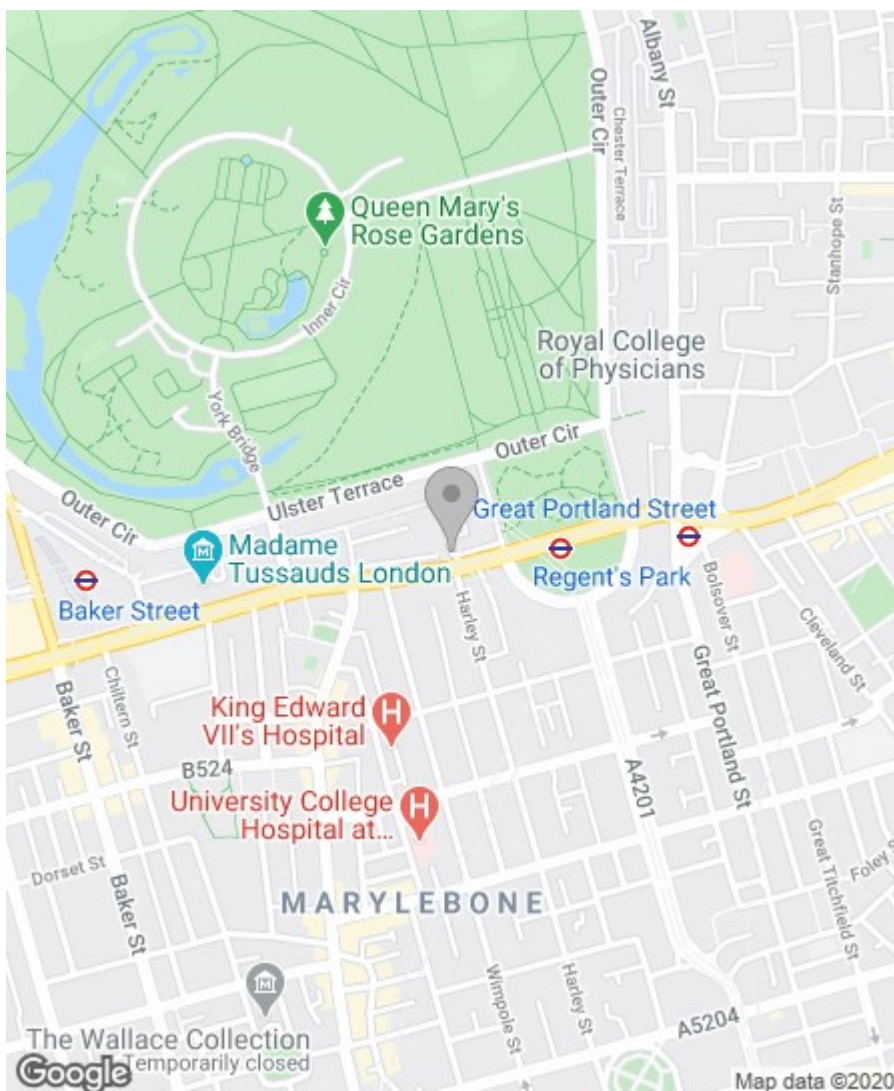 Albany St
Outer Cir
Chester Terrace
Queen Mary's
Rose Gardens
Stanhope St
Inner Cir
Royal College
of Physicians
York Bridge
Outer Cir
Ulster Terrace
Outer Cir
Great Portland Street
Madame
Tussauds London
Regent's Park
Baker Street
Harley St
Bolsover St
Cleveland St
Chiltern St
Baker St
Great Portland St
King Edward
VII's Hospital
B524
A4201
University College
Hospital at...
Dorset St
Baker St
Great Titchfield St
MARYLEBONE
Wimpole St
Harley St
A5204
The Wallace Collection
Temporarily closed
Google